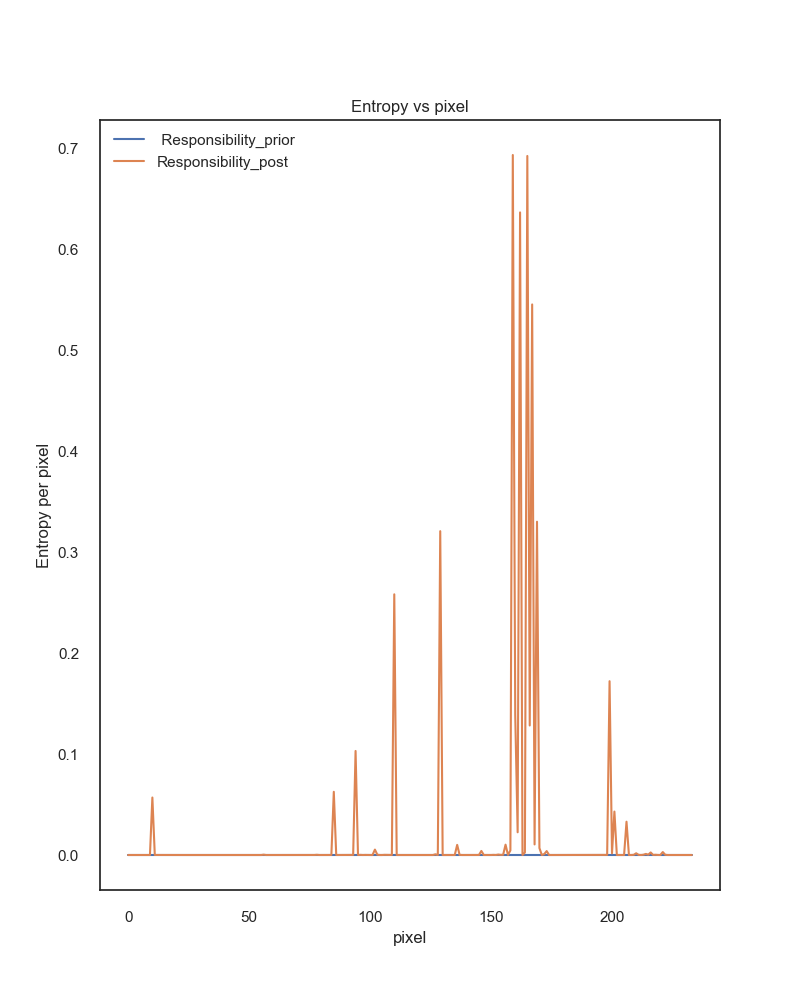 Entropy vs pixel
Responsibility_prior
Responsibility_post
0.7
0.6
0.5
0.4
0.3
0.2
0.1
0.0
Entropy per pixel
0 50 100 150 200
pixel